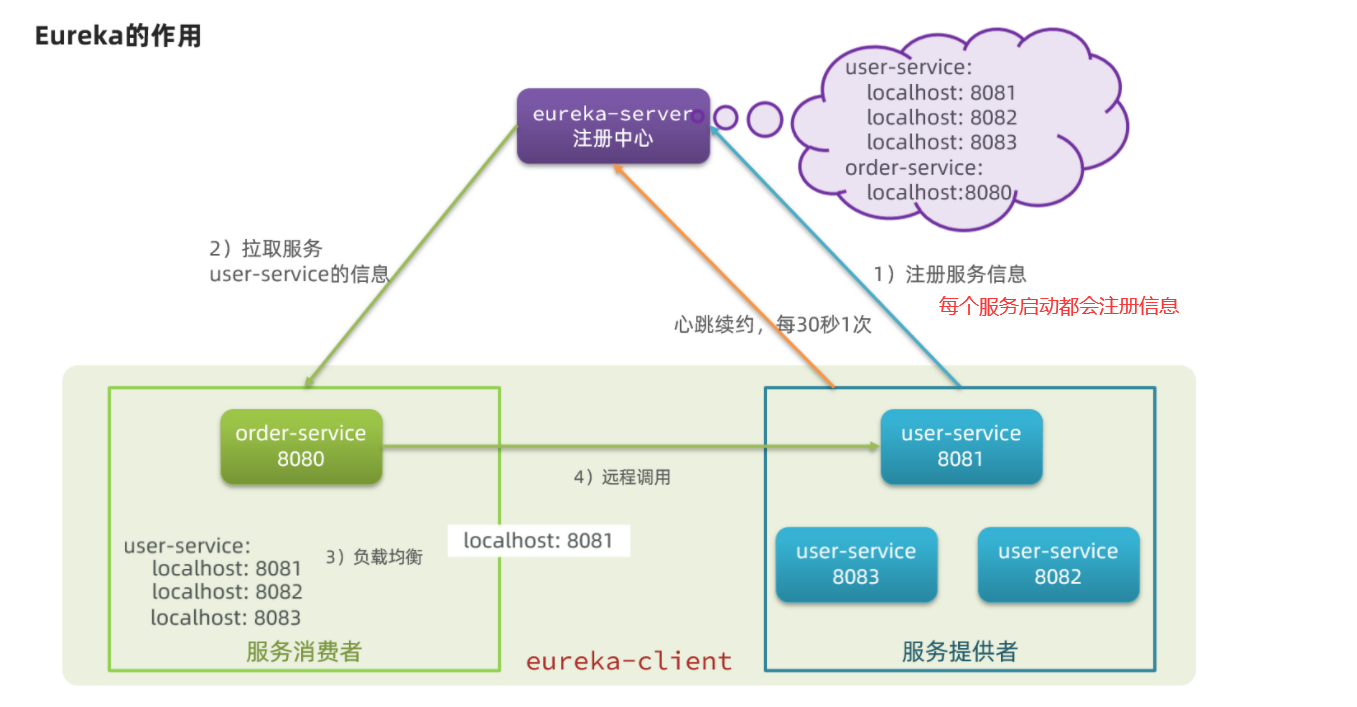 Eureka的作用
eureka-server
注册中心
user-service:
localhost: 8081
localhost: 8082
localhost: 8083
order-service:
localhost:8080
2）拉取服务
user-service的信息
1）注册服务信息
每个服务启动都会注册信息
心跳续约，每30秒1次
order-service
8080
4）远程调用
user-service
8081
user-service:
localhost: 8081
localhost: 8082
localhost: 8083
3）负载均衡
localhost: 8081
user-service
8083
user-service
8082
服务消费者
eureka-client
服务提供者